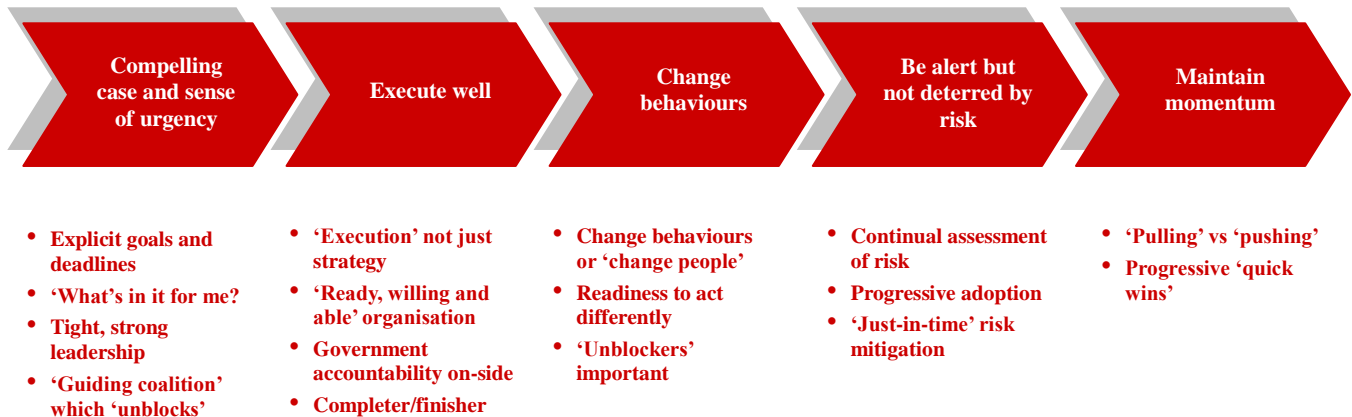 Compelling
case and sense
of urgency
Execute well
Change
behaviours
Be alert but
not deterred by
risk
Maintain
momentum
• Explicit goals and
deadlines
• ‘What’s in it for me?
• Tight, strong
leadership
• ‘Guiding coalition’
which ‘unblocks’
• ‘Execution’ not just
strategy
• ‘Ready, willing and
able’ organisation
• Government
accountability on-side
• Completer/finisher
• Change behaviours
or ‘change people’
• Readiness to act
differently
• ‘Unblockers’
important
• Continual assessment
of risk
• Progressive adoption
• ‘Just-in-time’ risk
mitigation
• ‘Pulling’ vs ‘pushing’
• Progressive ‘quick
wins’